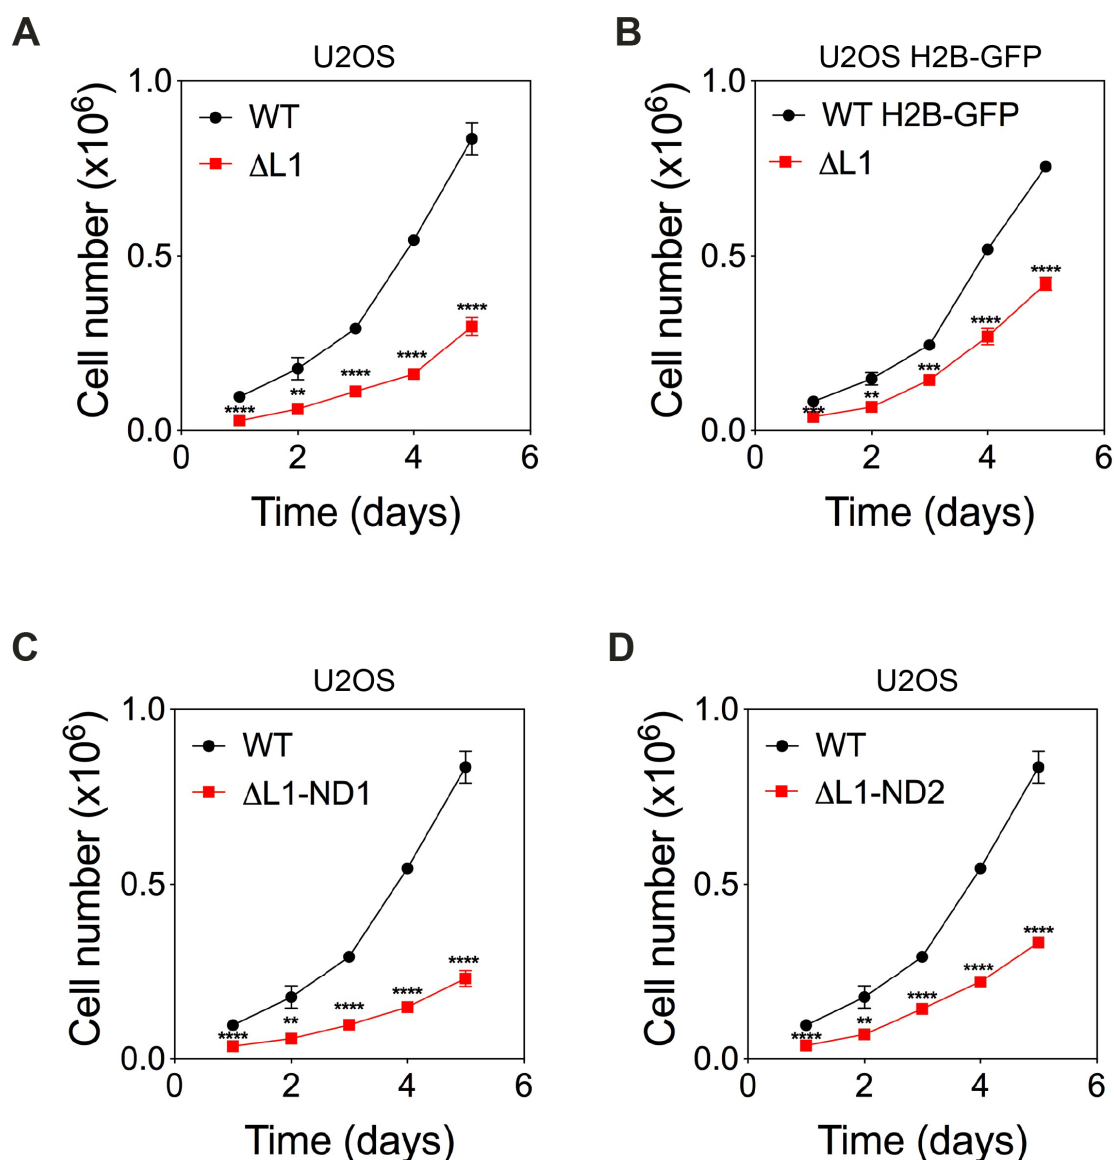 A
U2OS
Cell number (x10⁶)
1.0
0.5
0.0
WT
ΔL1
****
**
****
****
****
0
2
4
6
Time (days)
B
U2OS H2B-GFP
Cell number (x10⁶)
1.0
0.5
0.0
WT H2B-GFP
ΔL1
***
**
***
****
****
0
2
4
6
Time (days)
C
U2OS
Cell number (x10⁶)
1.0
0.5
0.0
WT
ΔL1-ND1
****
**
****
****
****
0
2
4
6
Time (days)
D
U2OS
Cell number (x10⁶)
1.0
0.5
0.0
WT
ΔL1-ND2
****
**
****
****
****
0
2
4
6
Time (days)